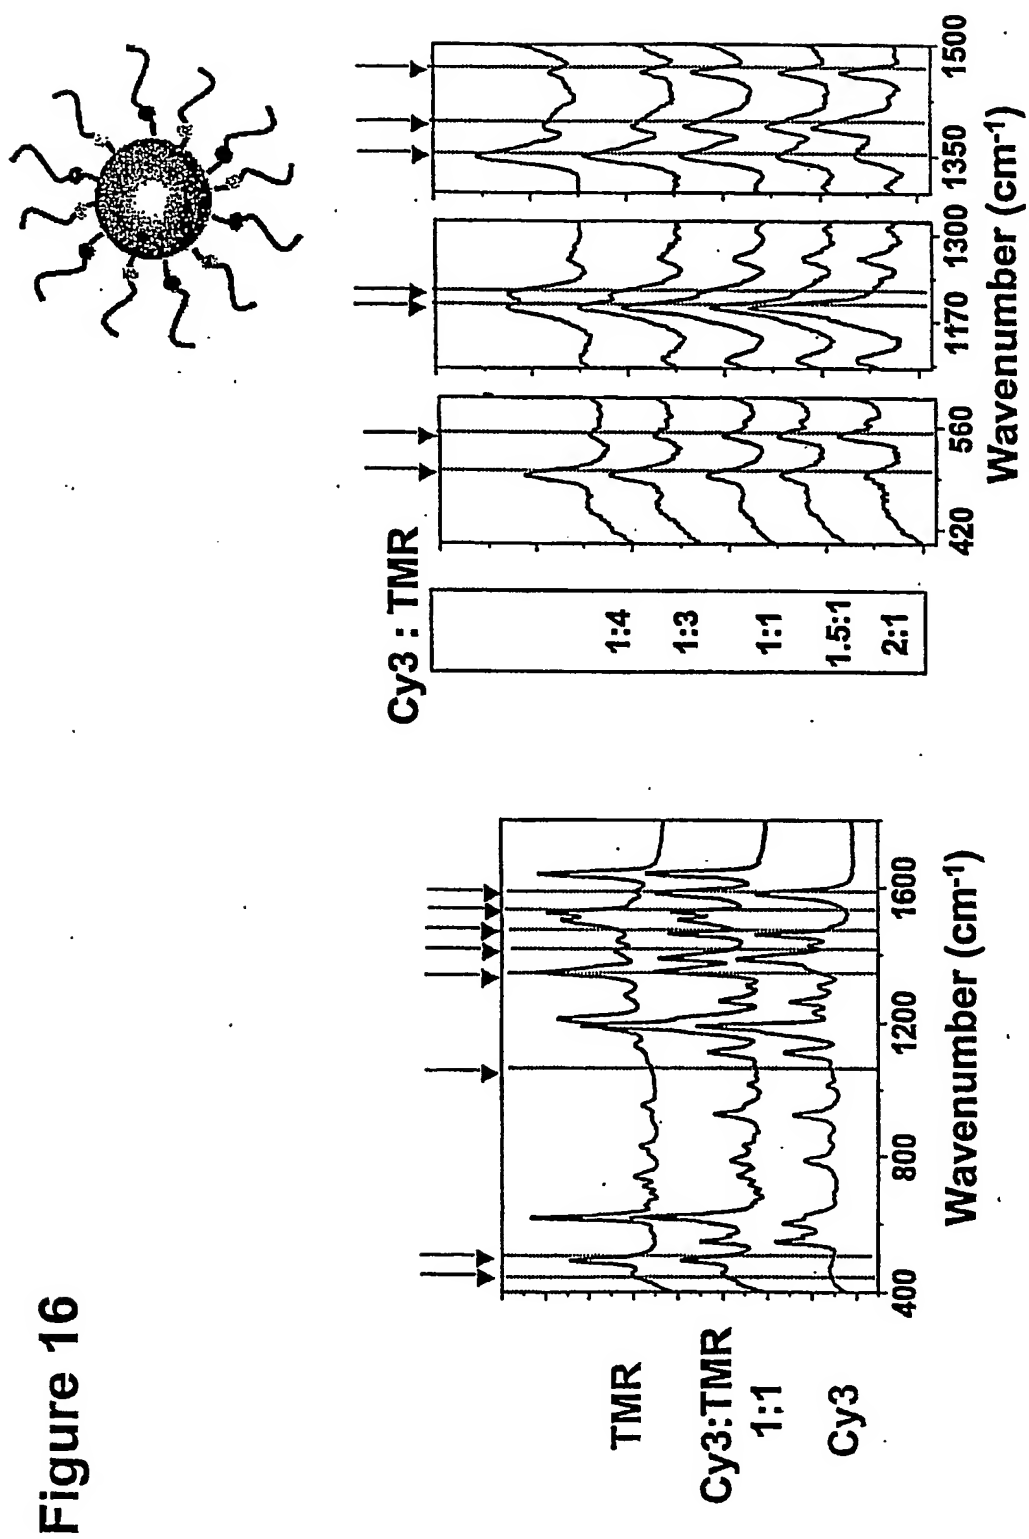 Figure 16
TMR
Cy3:TMR
1:1
Cy3
400
800
1200
1600
Wavenumber (cm-1)
Cy3 : TMR
1:4
1:3
1:1
1.5:1
2:1
420
560
1170
1300
1350
1500
Wavenumber (cm-1)